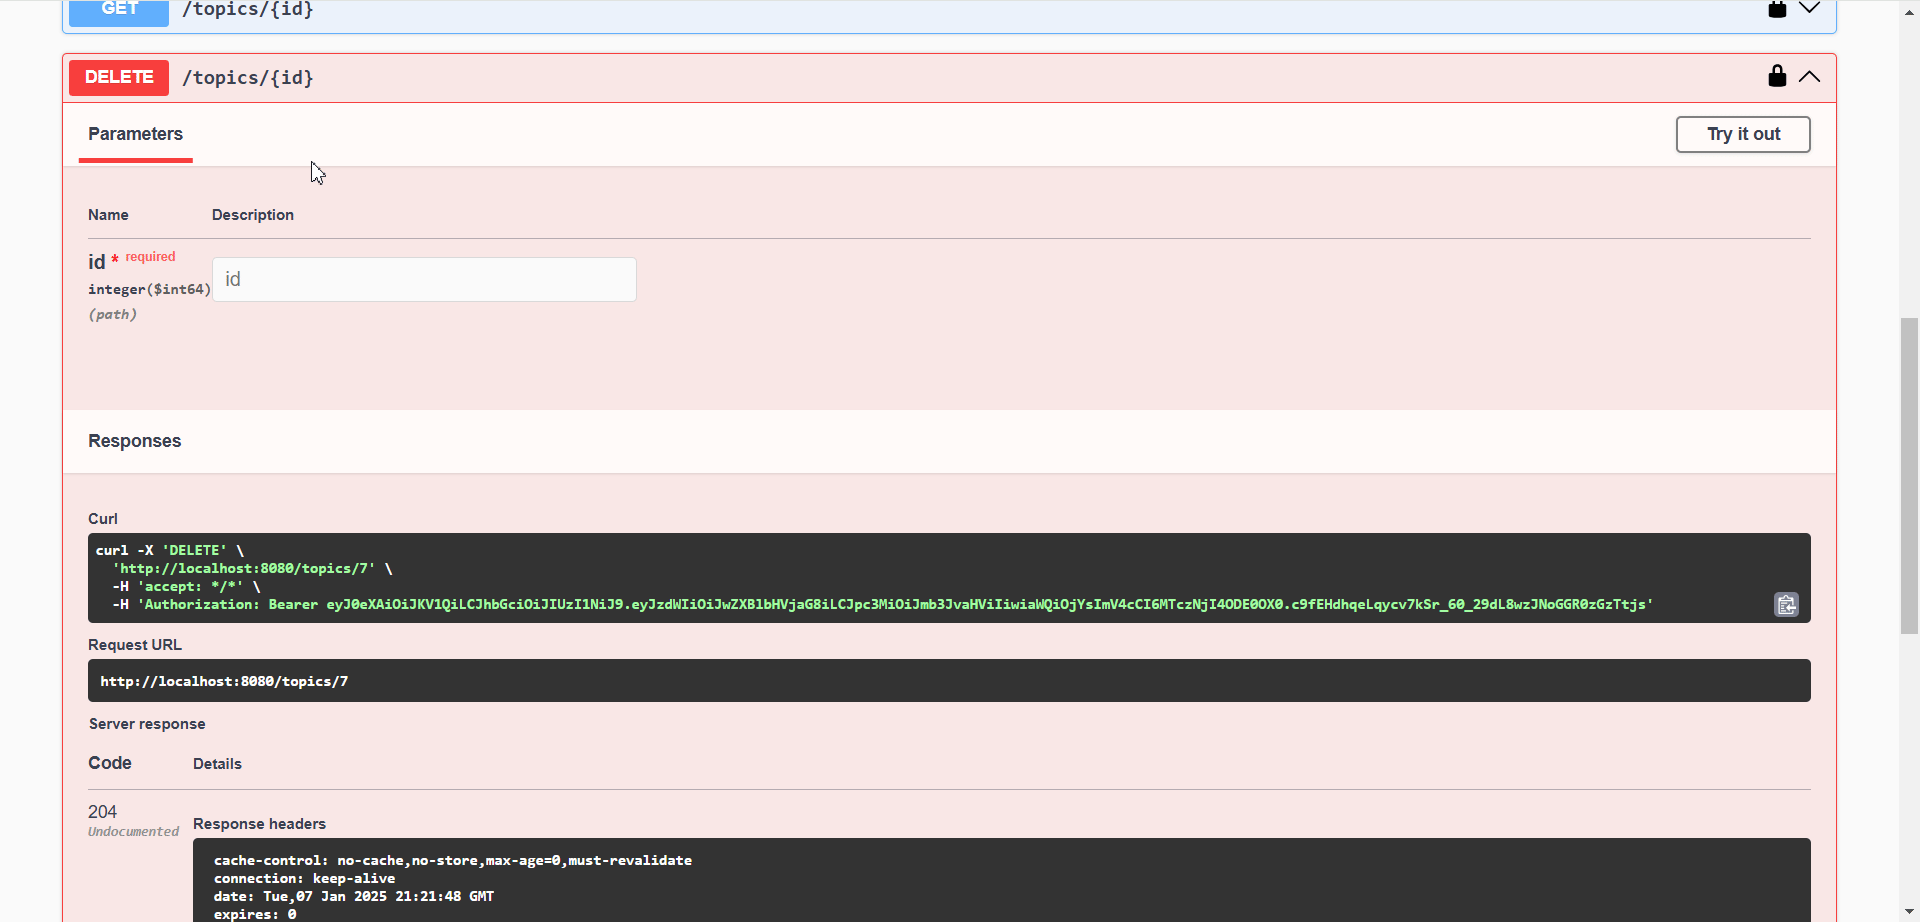 GET /topics/{id}
DELETE /topics/{id}
Parameters
Try it out
Name Description
id * required
integer($int64)
id
(path)
Responses
Curl
curl -X 'DELETE' \
'http://localhost:8080/topics/7' \
-H 'accept: */*' \
-H 'Authorization: Bearer eyJ0eXAiOiJKV1QiLCJhbGciOiJIUzI1NiJ9.eyJzdWIiOiJwZXB1bHVjaG8iLCJpc3MiOiJmb3JvaHViIiwiaWQiOjYsImV4cCI6MTczNjI4ODE0OX0.c9fEHdhqeLqycv7kSr_60_29dL8wzJNoGGR0zGzTtjs'
Request URL
http://localhost:8080/topics/7
Server response
Code Details
204
Undocumented
Response headers
cache-control: no-cache,no-store,max-age=0,must-revalidate
connection: keep-alive
date: Tue,07 Jan 2025 21:21:48 GMT
expires: 0